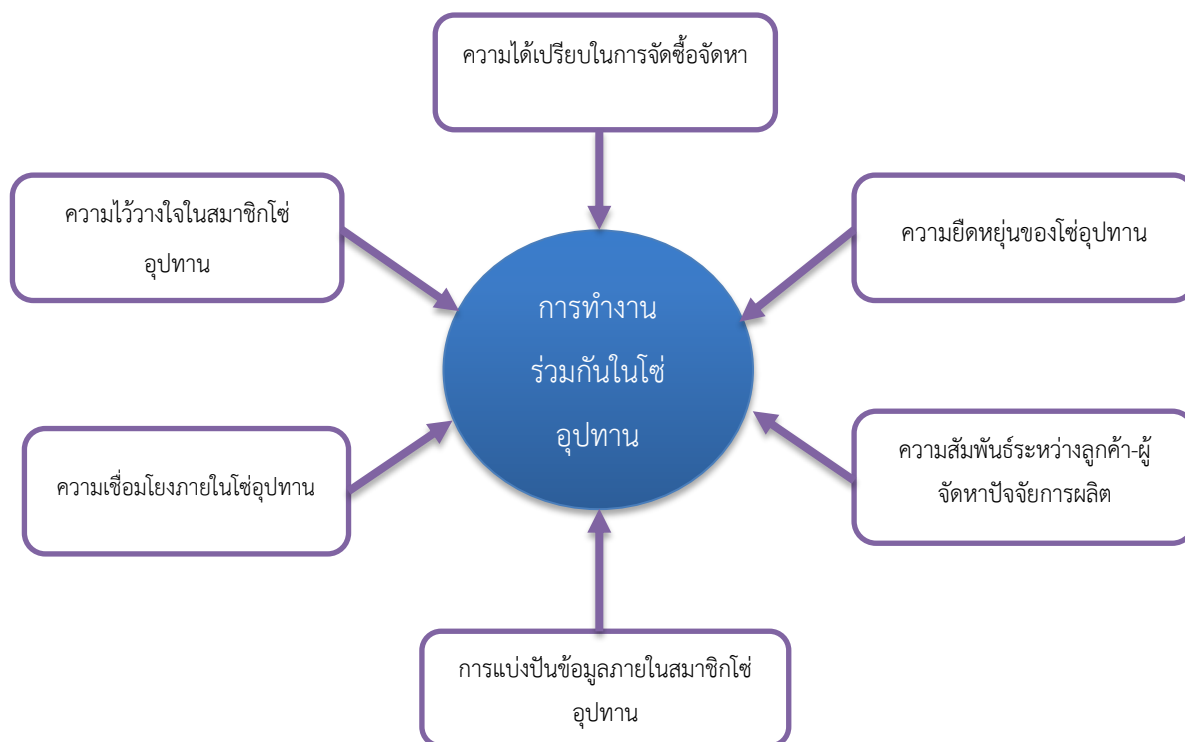 ความได้เปรียบในการจัดซื้อจัดหา
ความไว้วางใจในสมาชิกโซ่
อุปทาน
ความยืดหยุ่นของโซ่อุปทาน
การทำงาน
ร่วมกันในโซ่
อุปทาน
ความเชื่อมโยงภายในโซ่อุปทาน
ความสัมพันธ์ระหว่างลูกค้า-ผู้
จัดหาปัจจัยการผลิต
การแบ่งปันข้อมูลภายในสมาชิกโซ่
อุปทาน